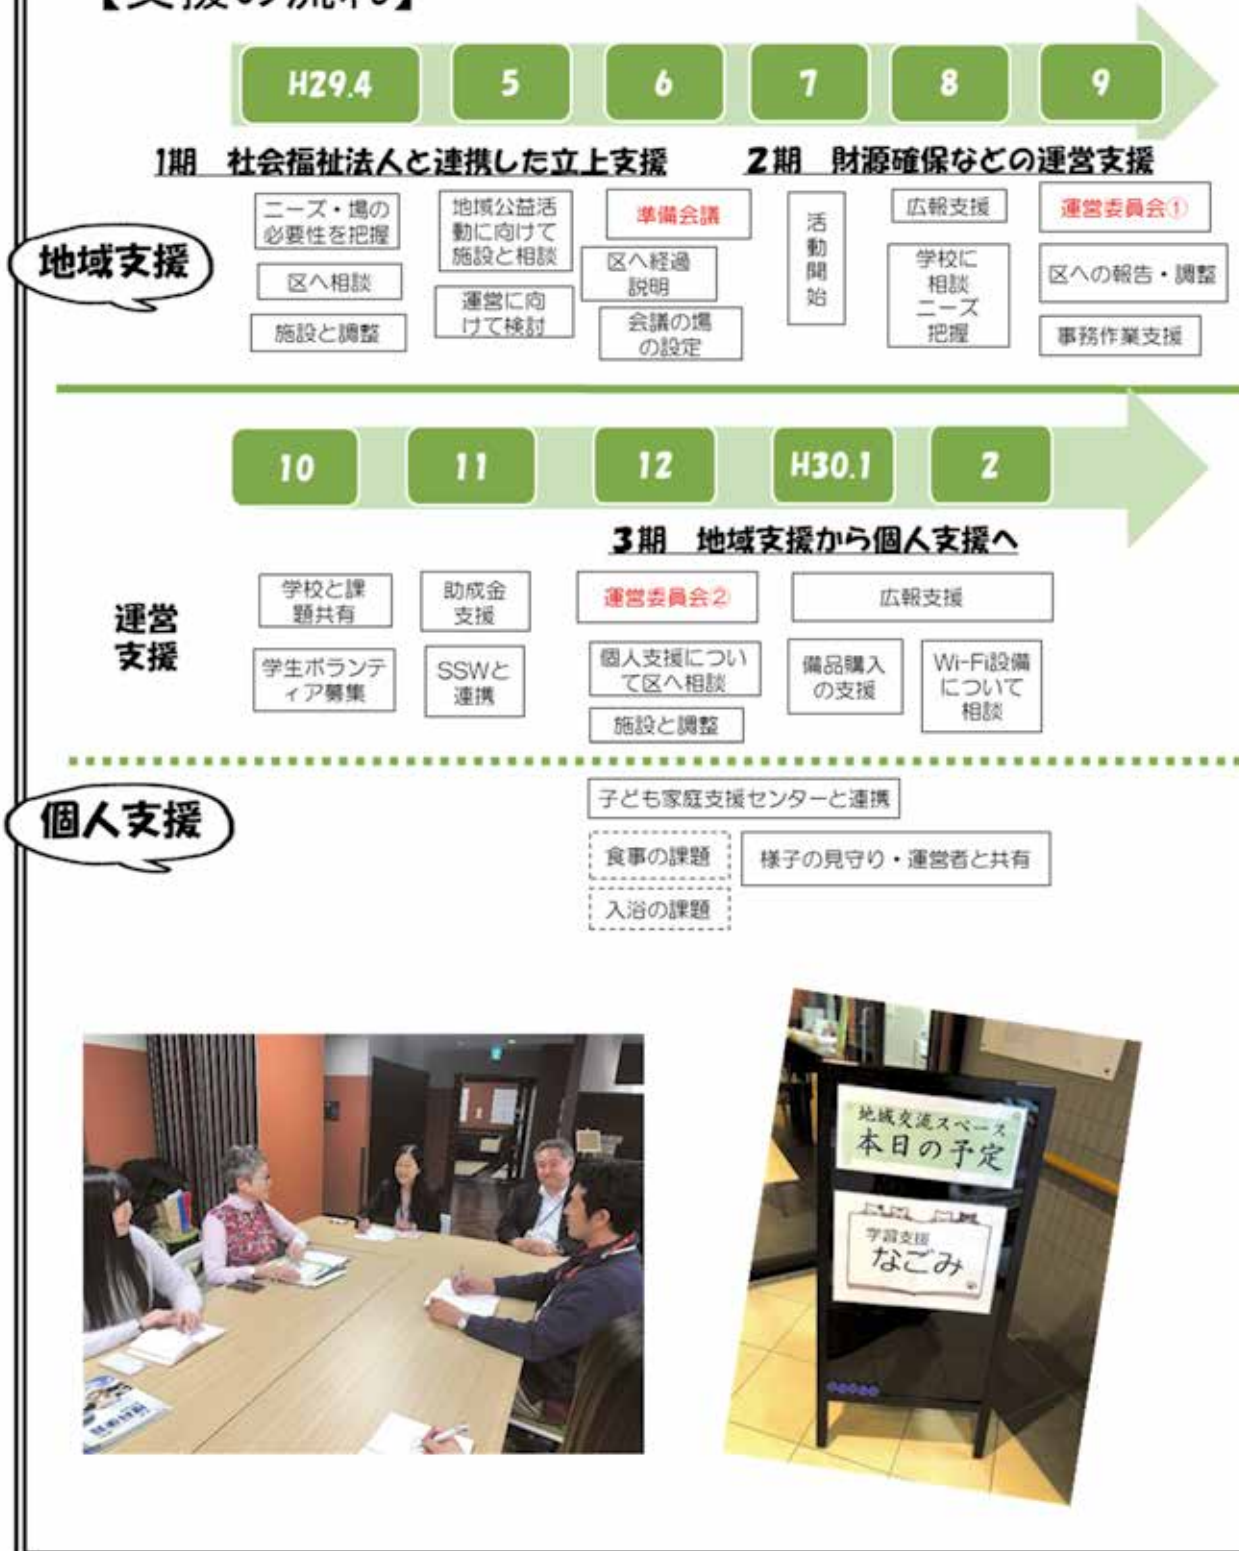 【支援の流れ】
H29.4
5
6
7
8
9
1期 社会福祉法人と連携した立上支援
2期 財源確保などの運営支援
地域支援
ニーズ・場の
必要性を把握
区へ相談
施設と調整
地域公益活
動に向けて
施設と相談
運営に向
けて検討
準備会議
区へ経過
説明
会議の場
の設定
活動開始
広報支援
学校に
相談
ニーズ
把握
運営委員会①
区への報告・調整
事務作業支援
10
11
12
H30.1
2
3期 地域支援から個人支援へ
運営
支援
学校と課
題共有
学生ボランテ
ィア募集
助成金
支援
SSWと
連携
運営委員会②
個人支援につい
て区へ相談
施設と調整
広報支援
備品購入
の支援
Wi-Fi設備
について
相談
個人支援
子ども家庭支援センターと連携
食事の課題
入浴の課題
様子の見守り・運営者と共有
地域交流スペース
本日の予定
学習支援
なごみ